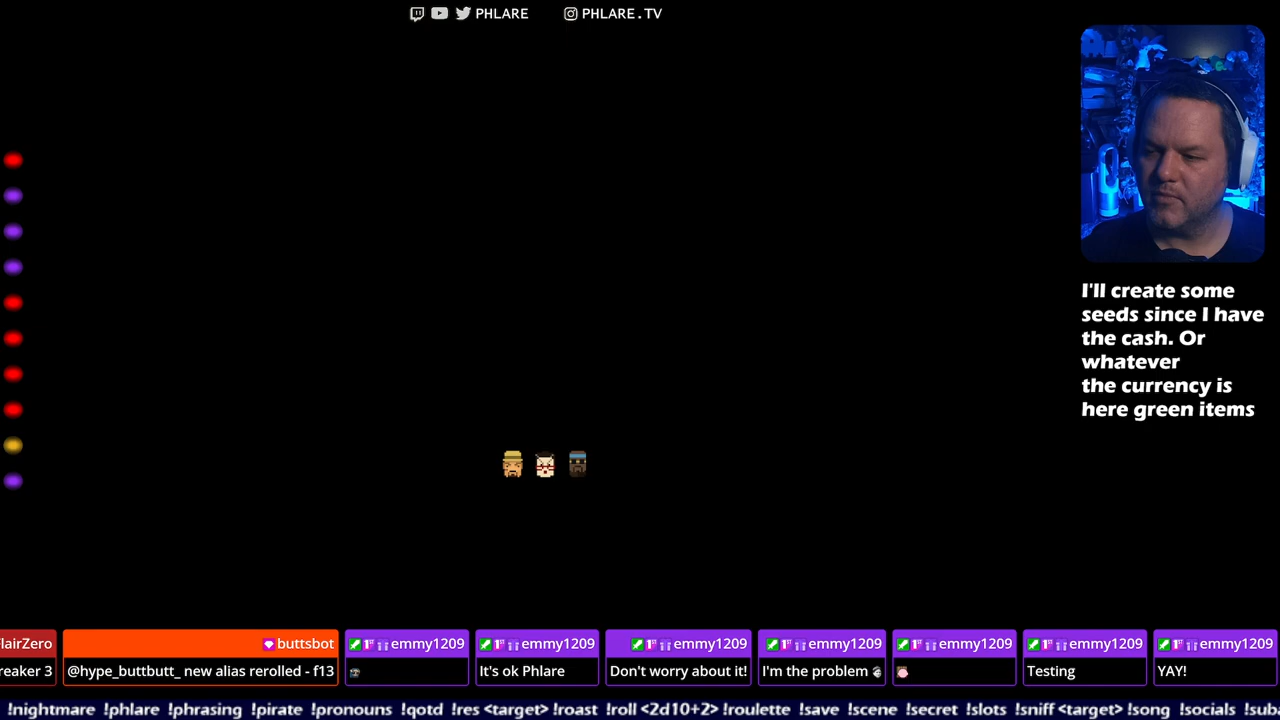 PHLARE PHLARE.TV
I'll create some
seeds since I have
the cash. Or
whatever
the currency is
here green items
lairZero
reaker 3
buttsbot
@hype_buttbutt_ new alias rerolled - f13
emmy1209
emmy1209
It's ok Phlare
emmy1209
Don't worry about it!
emmy1209
I'm the problem
emmy1209
emmy1209
Testing
emmy1209
YAY!
!nightmare !phlare !phrasing !pirate !pronouns !qotd !res <target> !roast !roll <2d10+2> !roulette !save !scene !secret !slots !sniff <target> !song !socials !sub